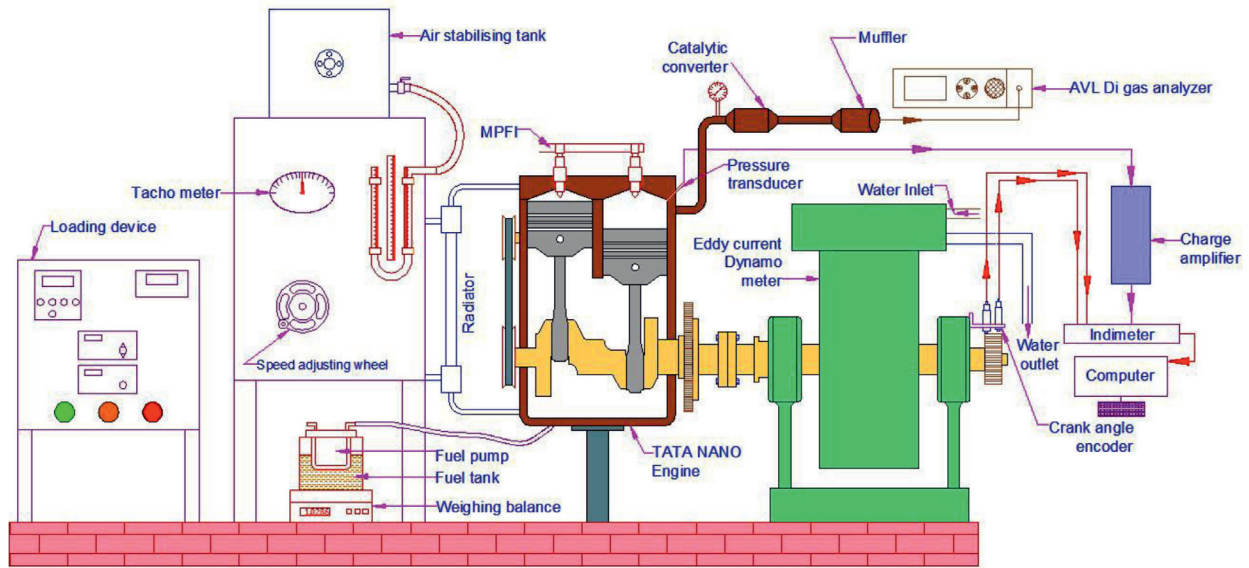 Air stabilising tank
Muffler
Catalytic
converter
AVL Di gas analyzer
MPFI
Pressure
transducer
Tacho meter
Water Inlet
Loading device
Eddy current
Dynamo
meter
Charge
amplifier
Radiator
Speed adjusting wheel
Water
outlet
Indimeter
Computer
Crank angle
encoder
TATA NANO
Engine
Fuel pump
Fuel tank
Weighing balance